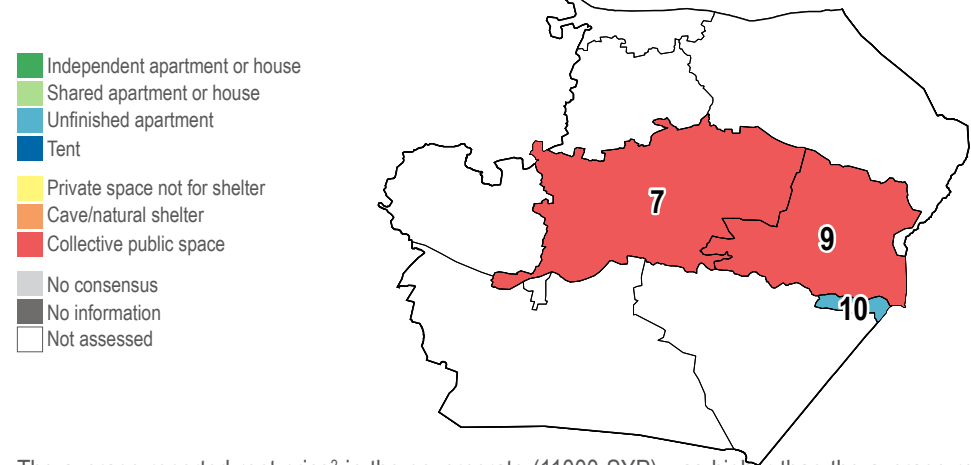 Independent apartment or house
Shared apartment or house
Unfinished apartment
Tent
Private space not for shelter
Cave/natural shelter
Collective public space
No consensus
No information
Not assessed
7
9
10